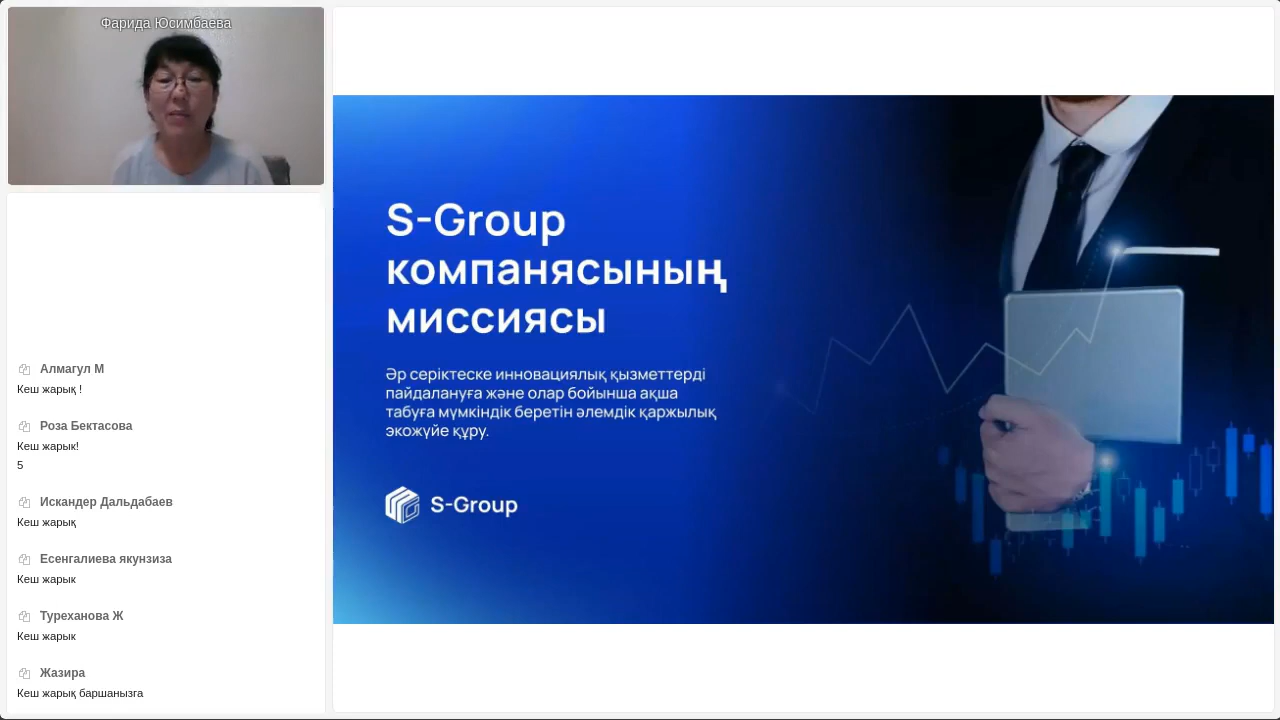 Фарида Юсимбаева
Алмагул М
Кеш жарық !
Роза Бектасова
Кеш жарык!
5
Искандер Дальдабаев
Кеш жарық
Есенгалиева якунзиза
Кеш жарык
Туреханова Ж
Кеш жарык
Жазира
Кеш жарық баршанызга
S-Group
компанясының
миссиясы
Әр серіктеске инновациялық қызметтерді
пайдалануға және олар бойынша ақша
табуға мүмкіндік беретін әлемдік қаржылық
экожүйе құру.
S-Group